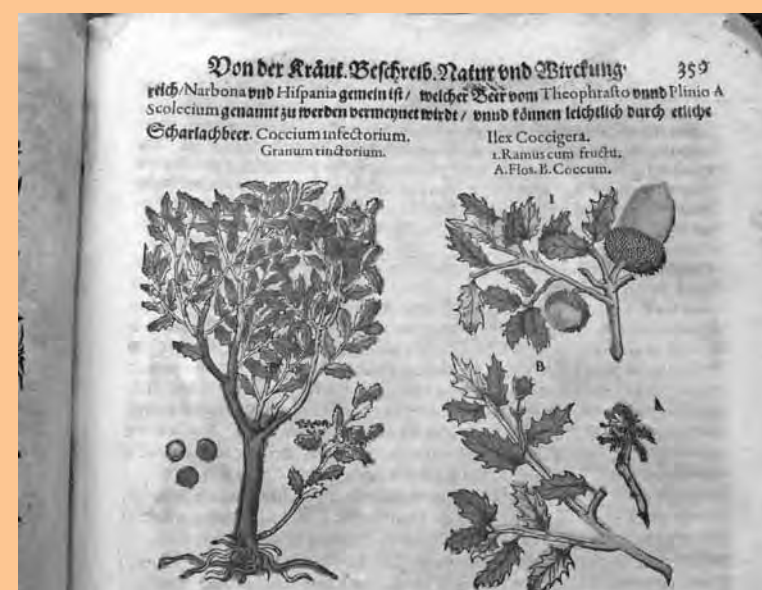 Von der Kräut. Beschreib. Natur vnd Wirckung. 359
reich/Narbona vnd Hispania gemein ist / welcher Beer vom Theophrasto vnnd Plinio A
Scolecium genannt zu werden vermeynet wirdt / vnnd können leichtlich durch etliche
Scharlachbeer. Coccium infectorium.
Granum tinctorium.
Ilex Coccigera.
1. Ramus cum fructu,
A. Flos. B. Coccum.
1
B
A